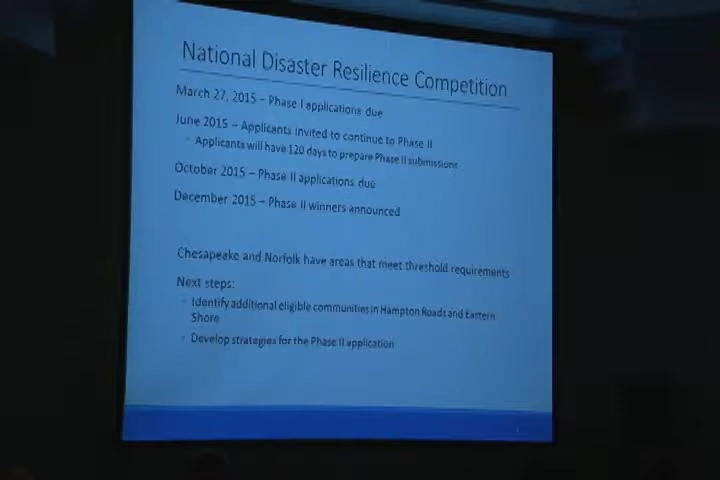 National Disaster Resilience Competition
March 27, 2015 – Phase I applications due
June 2015 – Applicants invited to continue to Phase II
Applicants will have 120 days to prepare Phase II submissions
October 2015 – Phase II applications due
December 2015 – Phase II winners announced
Chesapeake and Norfolk have areas that meet threshold requirements
Next steps:
Identify additional eligible communities in Hampton Roads and Eastern
Shore
Develop strategies for the Phase II application